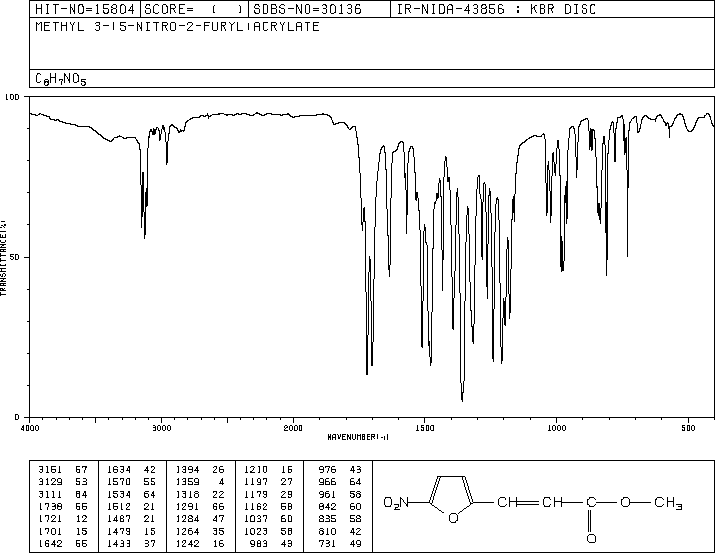 HIT-NO=15804 SCORE= ( ) SDBS-NO=30136 IR-NIDA-43856 : KBR DISC
METHYL 3-(5-NITRO-2-FURYL)ACRYLATE
C8H7NO5
100
50
0
TRANSMITTANCE(%)
4000 3000 2000 1500 1000 500
WAVENUMBER(-1)
3151 57 1634 42 1394 26 1210 16 976 43
3129 53 1570 55 1359 4 1197 27 966 64
3111 64 1534 64 1318 22 1179 29 961 58
1738 55 1512 21 1291 66 1162 58 842 60
1721 12 1487 21 1284 47 1037 60 835 58
1701 15 1479 15 1264 35 1023 58 810 42
1642 66 1433 37 1242 16 983 43 731 49
O2N O CH CH C O CH3
O